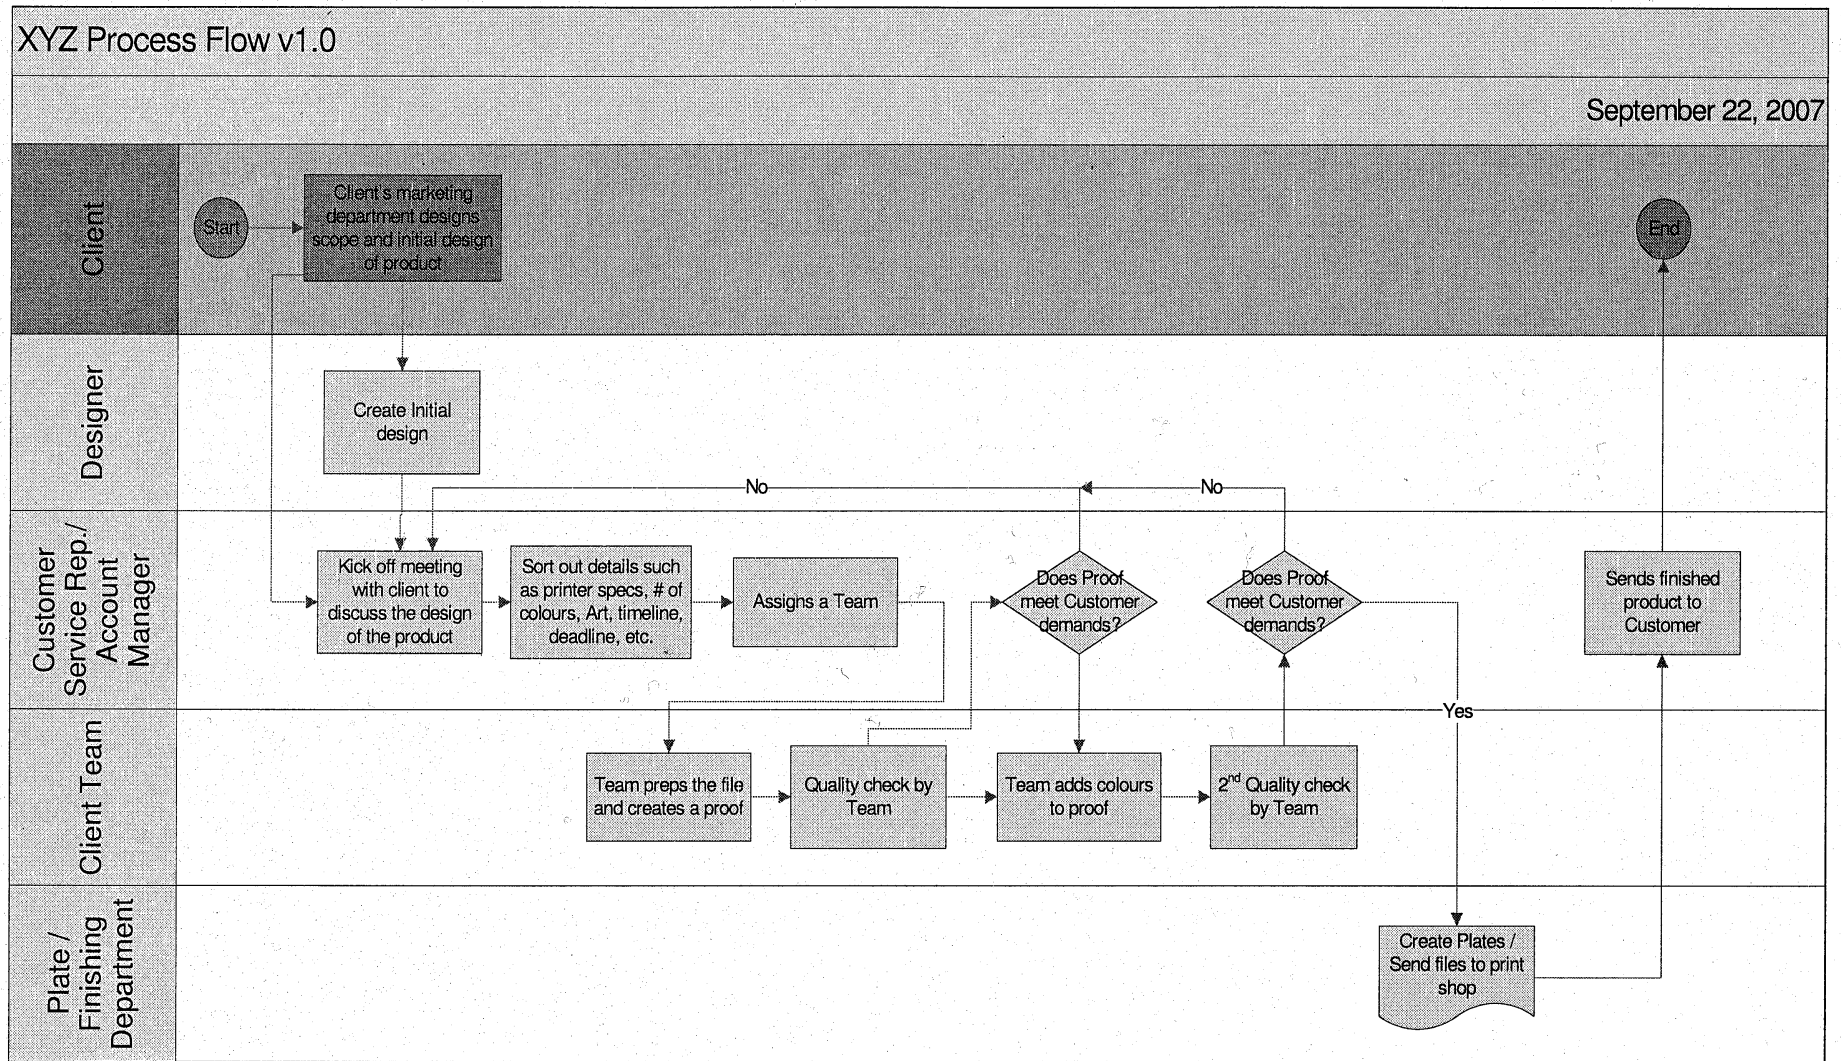 XYZ Process Flow v1.0
September 22, 2007
Client
Start
Client's marketing
department designs
scope and initial design
of product
End
Designer
Create Initial
design
No
No
Customer
Service Rep./
Account
Manager
Kick off meeting
with client to
discuss the design
of the product
Sort out details such
as printer specs, # of
colours, Art, timeline,
deadline, etc.
Assigns a Team
Does Proof
meet Customer
demands?
Does Proof
meet Customer
demands?
Sends finished
product to
Customer
Yes
Client Team
Team preps the file
and creates a proof
Quality check by
Team
Team adds colours
to proof
2nd Quality check
by Team
Plate /
Finishing
Department
Create Plates /
Send files to print
shop